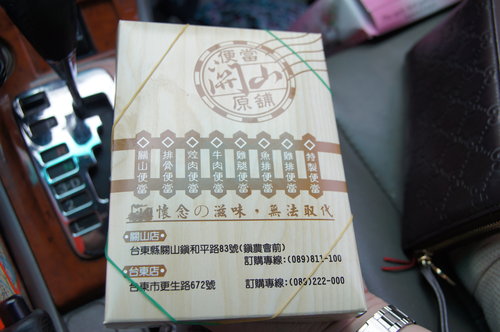 便當
關山
原舖
關山便當
排骨便當
焢肉便當
牛肉便當
雞腿便當
魚排便當
雞排便當
特製便當
懷念の滋味，無法取代
關山店
台東縣關山鎮和平路83號(鎮農會前)
訂購專線:(089)811-100
台東店
台東市更生路672號
訂購專線:(089)222-000